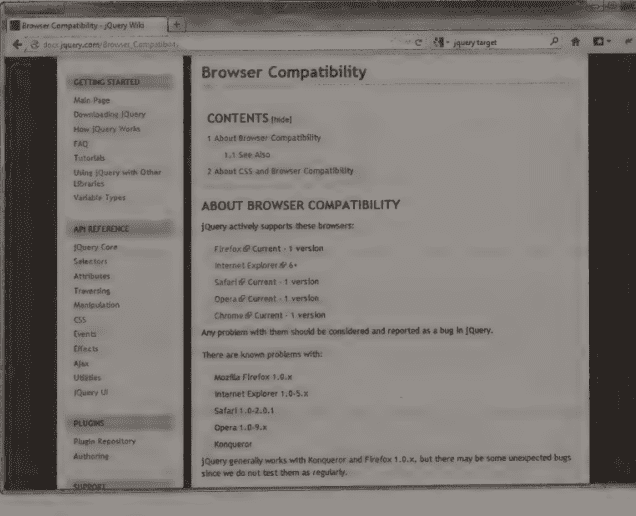 Browser Compatibility - jQuery Wiki
docs.jquery.com/Browser_Compatibility
jquery target
GETTING STARTED
Main Page
Downloading jQuery
How jQuery Works
FAQ
Tutorials
Using jQuery with Other
Libraries
Variable Types
API REFERENCE
jQuery Core
Selectors
Attributes
Traversing
Manipulation
CSS
Events
Effects
Ajax
Utilities
jQuery UI
PLUGINS
Plugin Repository
Authoring
SUPPORT
Browser Compatibility
CONTENTS [hide]
1 About Browser Compatibility
1.1 See Also
2 About CSS and Browser Compatibility
ABOUT BROWSER COMPATIBILITY
jQuery actively supports these browsers:
Firefox Current - 1 version
Internet Explorer 6+
Safari Current - 1 version
Opera Current - 1 version
Chrome Current - 1 version
Any problem with them should be considered and reported as a bug in jQuery.
There are known problems with:
Mozilla Firefox 1.0.x
Internet Explorer 1.0-5.x
Safari 1.0-2.0.1
Opera 1.0-9.x
Konqueror
jQuery generally works with Konqueror and Firefox 1.0.x, but there may be some unexpected bugs
since we do not test them as regularly.